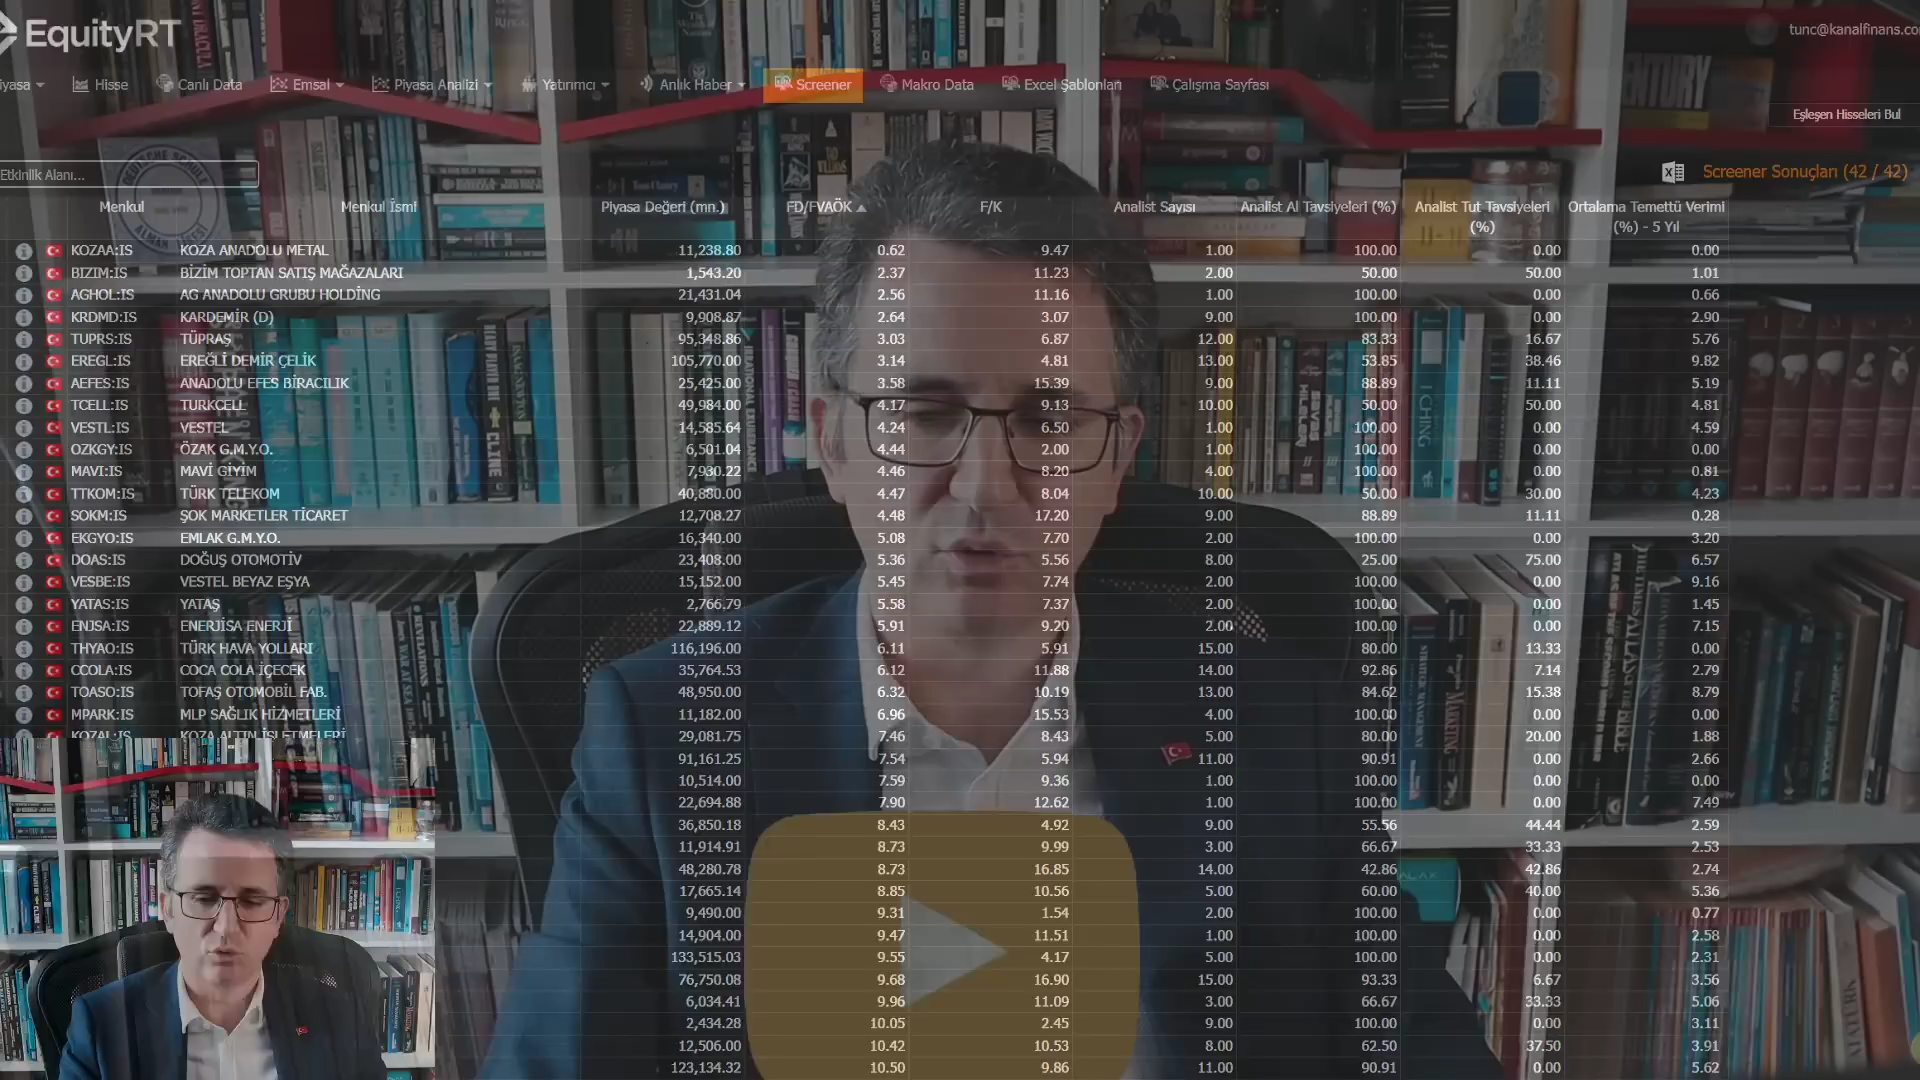 EquityRT
tunc@kanalfinans.co
iyasa Hisse Canlı Data Emsal Piyasa Analizi Yatırımcı Anlık Haber Screener Makro Data Excel Şablonları Çalışma Sayfası
Eşleşen Hisseleri Bul
Etkinlik Alanı...
Screener Sonuçları (42 / 42)
Menkul Menkul İsmi Piyasa Değeri (mn.) FD/FVAÖK F/K Analist Sayısı Analist Al Tavsiyeleri (%) Analist Tut Tavsiyeleri (%) Ortalama Temettü Verimi (%) - 5 Yıl
KOZAA:IS KOZA ANADOLU METAL 11,238.80 0.62 9.47 1.00 100.00 0.00 0.00
BIZIM:IS BİZİM TOPTAN SATIŞ MAĞAZALARI 1,543.20 2.37 11.23 2.00 50.00 50.00 1.01
AGHOL:IS AG ANADOLU GRUBU HOLDİNG 21,431.04 2.56 11.16 1.00 100.00 0.00 0.66
KRDMD:IS KARDEMİR (D) 9,908.87 2.64 3.07 9.00 100.00 0.00 2.90
TUPRS:IS TÜPRAŞ 95,348.86 3.03 6.87 12.00 83.33 16.67 5.76
EREGL:IS EREĞLİ DEMİR ÇELİK 105,770.00 3.14 4.81 13.00 53.85 38.46 9.82
AEFES:IS ANADOLU EFES BİRACILIK 25,425.00 3.58 15.39 9.00 88.89 11.11 5.19
TCELL:IS TURKCELL 49,984.00 4.17 9.13 10.00 50.00 50.00 4.81
VESTL:IS VESTEL 14,585.64 4.24 6.50 1.00 100.00 0.00 4.59
OZKGY:IS ÖZAK G.M.Y.O. 6,501.04 4.44 2.00 1.00 100.00 0.00 0.00
MAVI:IS MAVİ GİYİM 7,930.22 4.46 8.20 4.00 100.00 0.00 0.81
TTKOM:IS TÜRK TELEKOM 40,880.00 4.47 8.04 10.00 50.00 30.00 4.23
SOKM:IS ŞOK MARKETLER TİCARET 12,708.27 4.48 17.20 9.00 88.89 11.11 0.28
EKGYO:IS EMLAK G.M.Y.O. 16,340.00 5.08 7.70 2.00 100.00 0.00 3.20
DOAS:IS DOĞUŞ OTOMOTİV 23,408.00 5.36 5.56 8.00 25.00 75.00 6.57
VESBE:IS VESTEL BEYAZ EŞYA 15,152.00 5.45 7.74 2.00 100.00 0.00 9.16
YATAS:IS YATAŞ 2,766.79 5.58 7.37 2.00 100.00 0.00 1.45
ENJSA:IS ENERJİSA ENERJİ 22,889.12 5.91 9.20 2.00 100.00 0.00 7.15
THYAO:IS TÜRK HAVA YOLLARI 116,196.00 6.11 5.91 15.00 80.00 13.33 0.00
CCOLA:IS COCA COLA İÇECEK 35,764.53 6.12 11.88 14.00 92.86 7.14 2.79
TOASO:IS TOFAŞ OTOMOBİL FAB. 48,950.00 6.32 10.19 13.00 84.62 15.38 8.79
MPARK:IS MLP SAĞLIK HİZMETLERİ 11,182.00 6.96 15.53 4.00 100.00 0.00 0.00
KOZAL:IS KOZA ALTIN İŞLETMELERİ 29,081.75 7.46 8.43 5.00 80.00 20.00 1.88
91,161.25 7.54 5.94 11.00 90.91 0.00 2.66
10,514.00 7.59 9.36 1.00 100.00 0.00 0.00
22,694.88 7.90 12.62 1.00 100.00 0.00 7.49
36,850.18 8.43 4.92 9.00 55.56 44.44 2.59
11,914.91 8.73 9.99 3.00 66.67 33.33 2.53
48,280.78 8.73 16.85 14.00 42.86 42.86 2.74
17,665.14 8.85 10.56 5.00 60.00 40.00 5.36
9,490.00 9.31 1.54 2.00 100.00 0.00 0.77
14,904.00 9.47 11.51 1.00 100.00 0.00 2.58
133,515.03 9.55 4.17 5.00 100.00 0.00 2.31
76,750.08 9.68 16.90 15.00 93.33 6.67 3.56
6,034.41 9.96 11.09 3.00 66.67 33.33 5.06
2,434.28 10.05 2.45 9.00 100.00 0.00 3.11
12,506.00 10.42 10.53 8.00 62.50 37.50 3.91
123,134.32 10.50 9.86 11.00 90.91 0.00 5.62